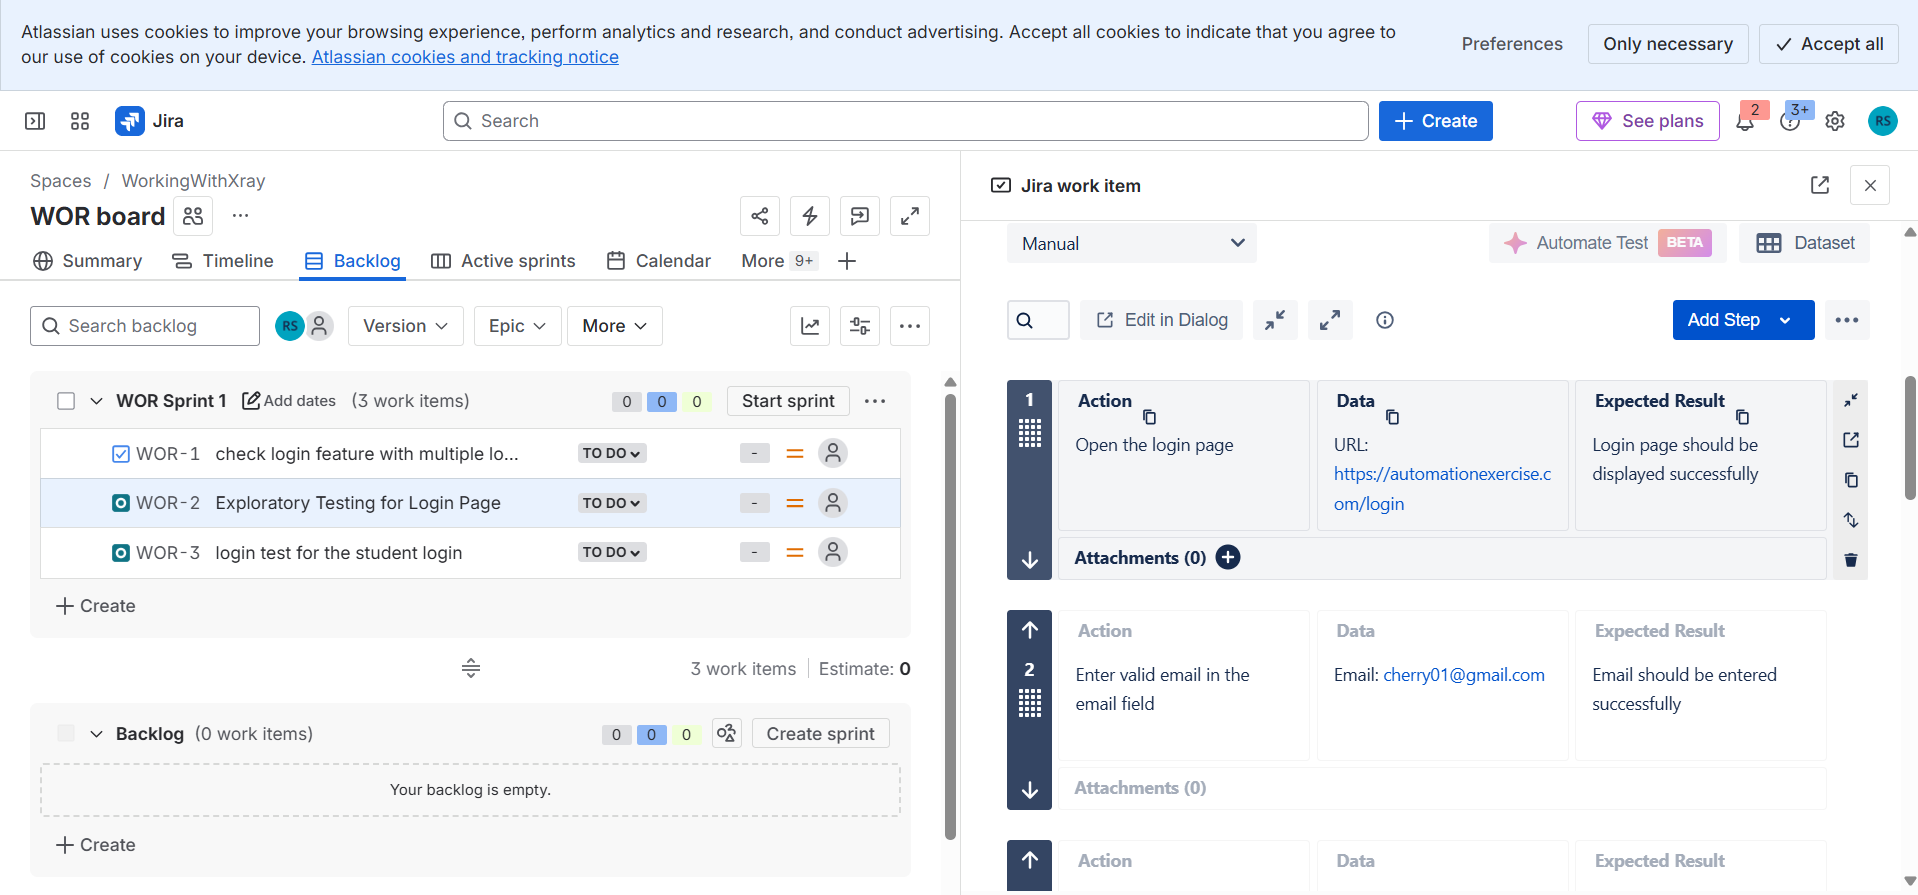 Atlassian uses cookies to improve your browsing experience, perform analytics and research, and conduct advertising. Accept all cookies to indicate that you agree to
our use of cookies on your device. Atlassian cookies and tracking notice
Preferences
Only necessary
Accept all
Jira
Search
Create
See plans
2
3+
RS
Spaces / WorkingWithXray
WOR board
Summary
Timeline
Backlog
Active sprints
Calendar
More 9+
Search backlog
RS
Version
Epic
More
WOR Sprint 1
Add dates
(3 work items)
0 0 0
Start sprint
WOR-1 check login feature with multiple lo... TO DO -
WOR-2 Exploratory Testing for Login Page TO DO -
WOR-3 login test for the student login TO DO -
Create
3 work items
Estimate: 0
Backlog (0 work items)
0 0 0
Create sprint
Your backlog is empty.
Create
Jira work item
Manual
Automate Test BETA
Dataset
Edit in Dialog
Add Step
1
Action
Open the login page
Data
URL:
https://automationexercise.c
om/login
Expected Result
Login page should be
displayed successfully
Attachments (0)
2
Action
Enter valid email in the
email field
Data
Email: cherry01@gmail.com
Expected Result
Email should be entered
successfully
Attachments (0)
Action
Data
Expected Result